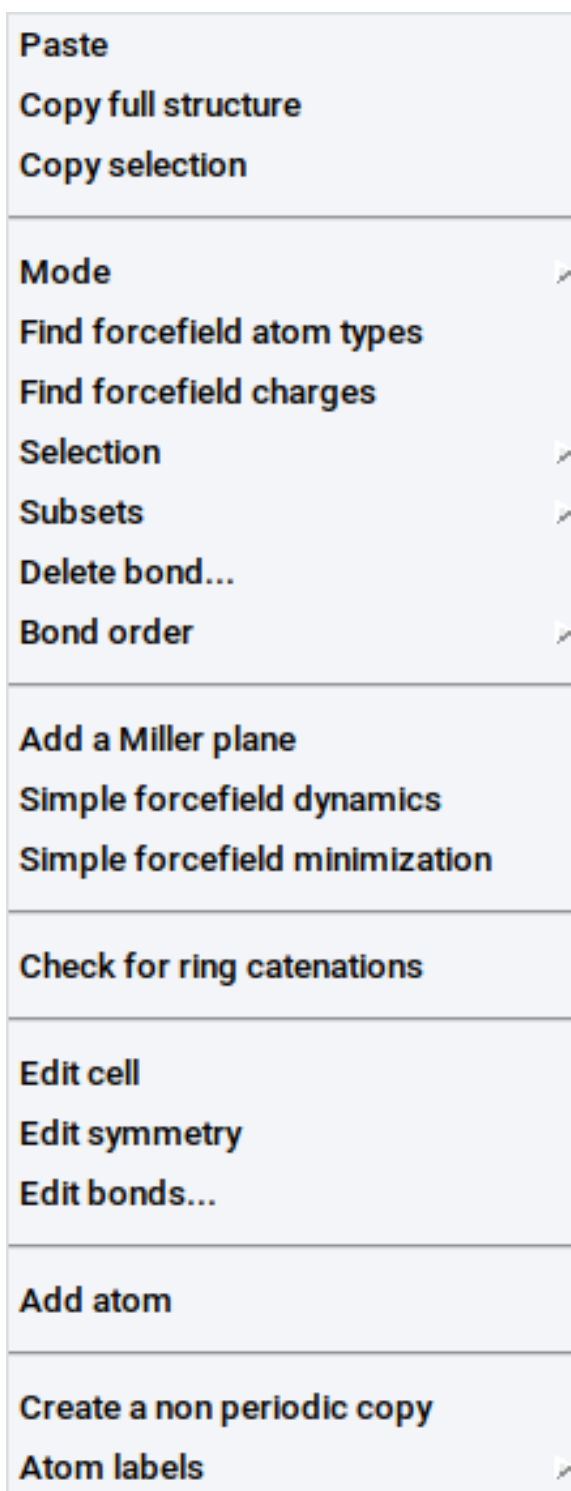 Paste
Copy full structure
Copy selection
Mode
Find forcefield atom types
Find forcefield charges
Selection
Subsets
Delete bond...
Bond order
Add a Miller plane
Simple forcefield dynamics
Simple forcefield minimization
Check for ring catenations
Edit cell
Edit symmetry
Edit bonds...
Add atom
Create a non periodic copy
Atom labels